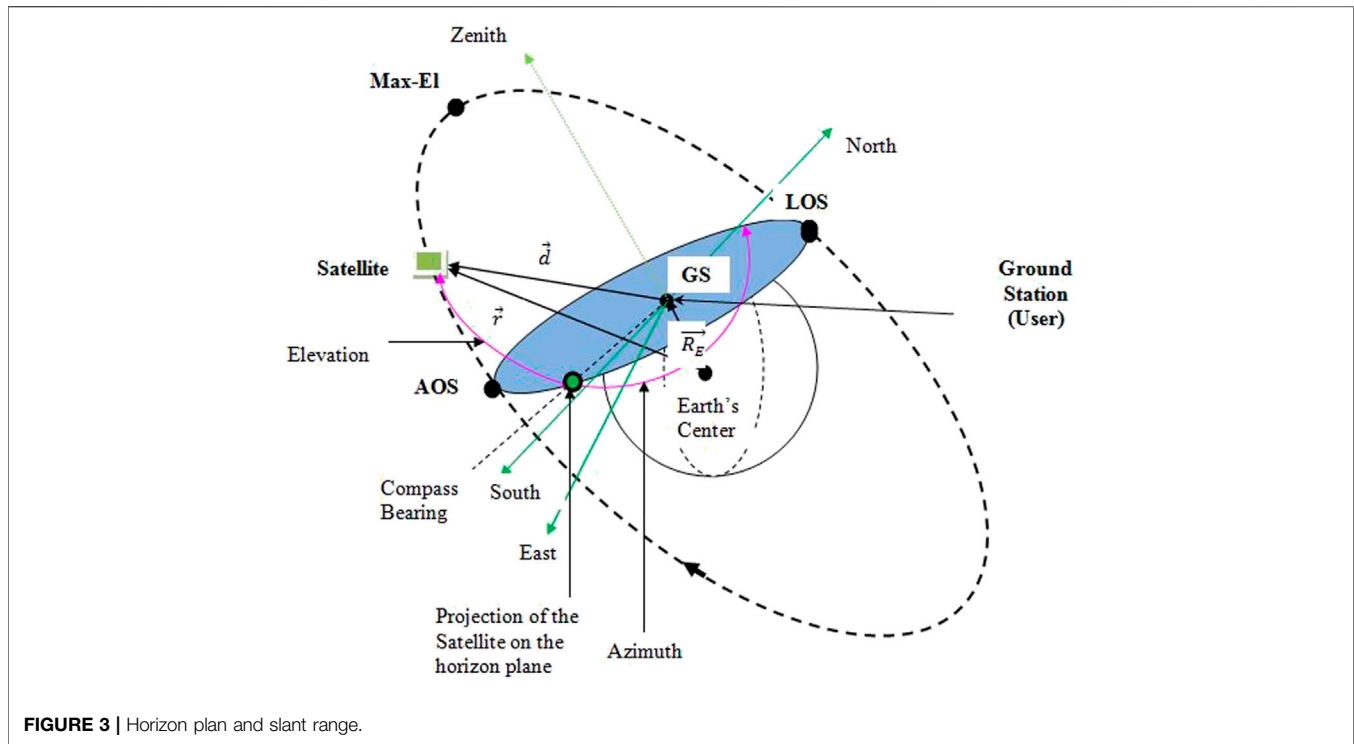 Zenith
Max-El
North
LOS
Satellite
d⃗
GS
Ground
Station
(User)
r⃗
R_E⃗
Elevation
AOS
Earth's
Center
Compass
Bearing
South
East
Projection of the
Satellite on the
horizon plane
Azimuth
FIGURE 3 | Horizon plan and slant range.